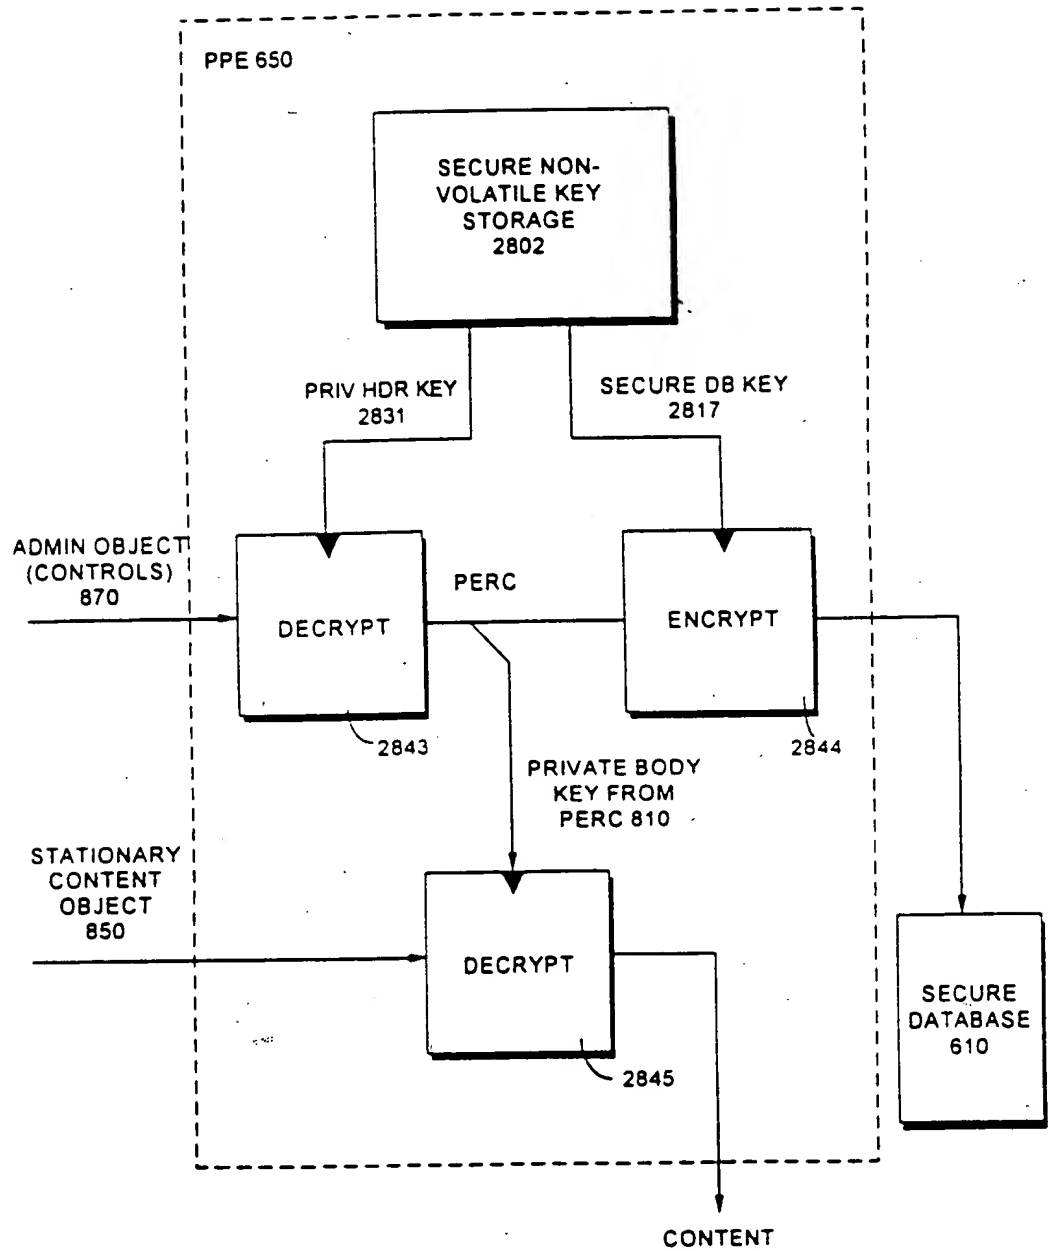 PPE 650
SECURE NON-
VOLATILE KEY
STORAGE
2802
PRIV HDR KEY
2831
SECURE DB KEY
2817
ADMIN OBJECT
(CONTROLS)
870
DECRYPT
PERC
ENCRYPT
2843
2844
PRIVATE BODY
KEY FROM
PERC 810
STATIONARY
CONTENT
OBJECT
850
DECRYPT
2845
SECURE
DATABASE
610
CONTENT